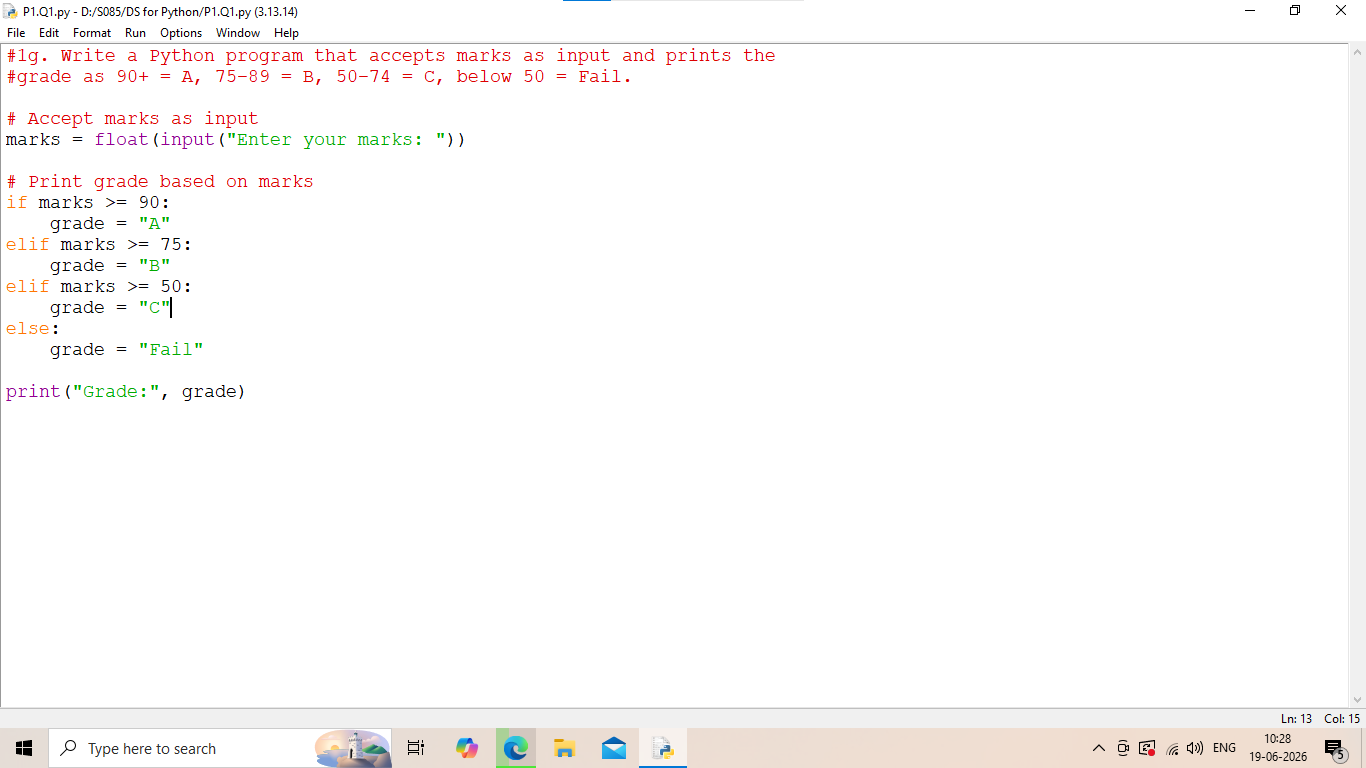 P1.Q1.py - D:/S085/DS for Python/P1.Q1.py (3.13.14)
File Edit Format Run Options Window Help
#1g. Write a Python program that accepts marks as input and prints the
#grade as 90+ = A, 75-89 = B, 50-74 = C, below 50 = Fail.

# Accept marks as input
marks = float(input("Enter your marks: "))

# Print grade based on marks
if marks >= 90:
    grade = "A"
elif marks >= 75:
    grade = "B"
elif marks >= 50:
    grade = "C"
else:
    grade = "Fail"

print("Grade:", grade)
Ln: 13 Col: 15
Type here to search
ENG
10:28
19-06-2026
5